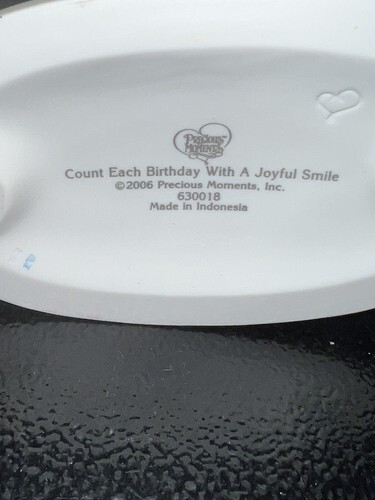 Precious
Moments
Count Each Birthday With A Joyful Smile
©2006 Precious Moments, Inc.
630018
Made in Indonesia